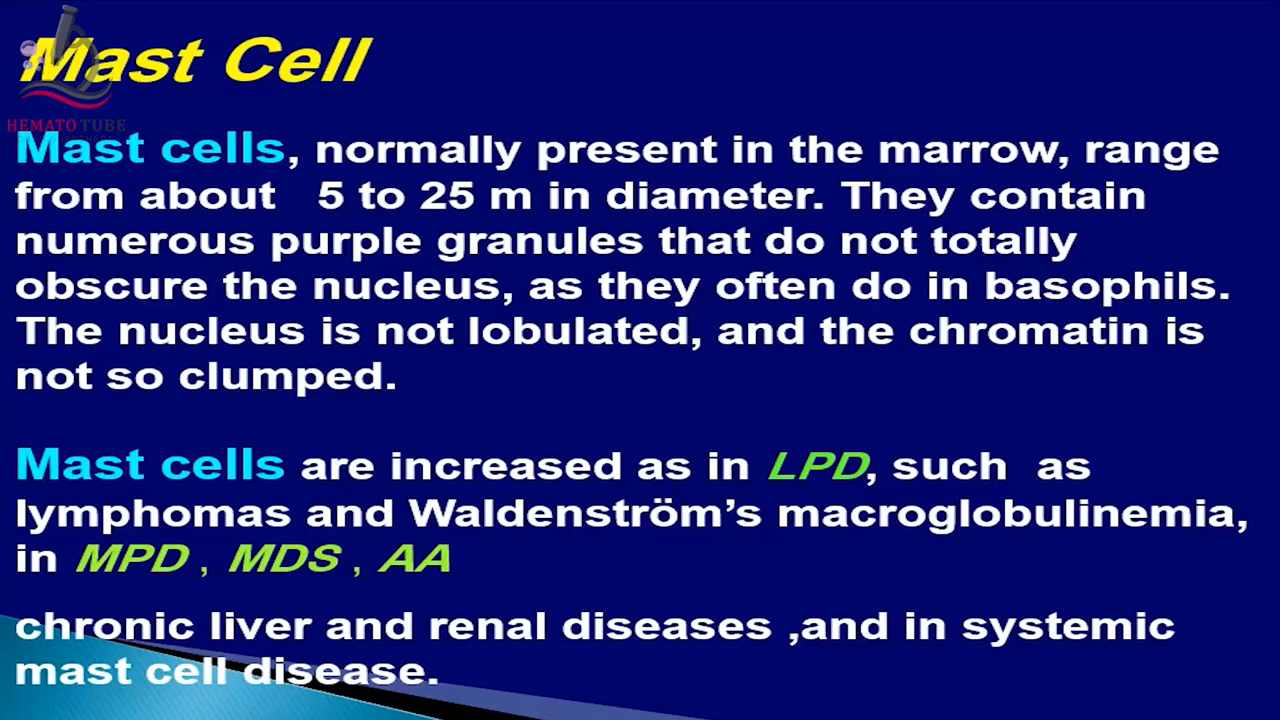 Mast Cell
HEMATO TUBE
Mast cells, normally present in the marrow, range
from about 5 to 25 m in diameter. They contain
numerous purple granules that do not totally
obscure the nucleus, as they often do in basophils.
The nucleus is not lobulated, and the chromatin is
not so clumped.
Mast cells are increased as in LPD, such as
lymphomas and Waldenström’s macroglobulinemia,
in MPD , MDS , AA
chronic liver and renal diseases ,and in systemic
mast cell disease.